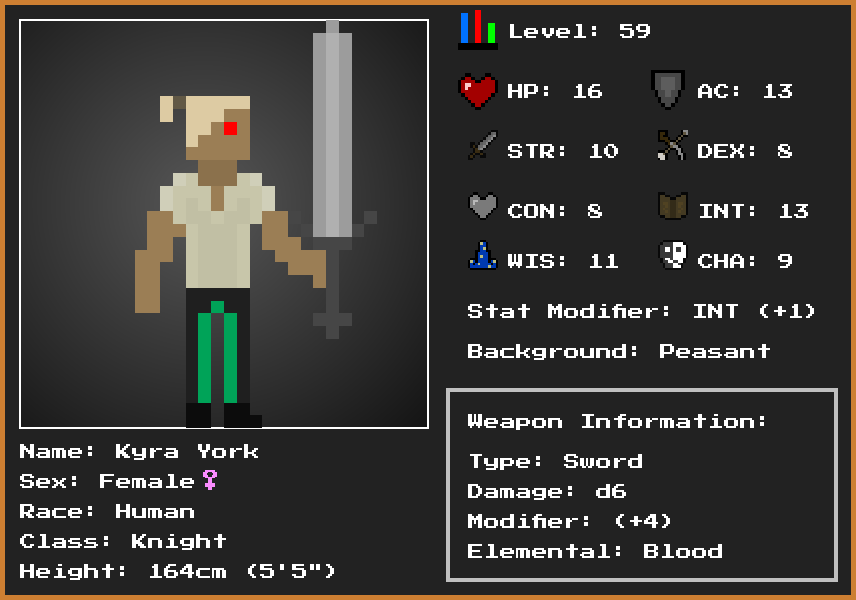 Level: 59
HP: 16
AC: 13
STR: 10
DEX: 8
CON: 8
INT: 13
WIS: 11
CHA: 9
Stat Modifier: INT (+1)
Background: Peasant
Weapon Information:
Type: Sword
Damage: d6
Modifier: (+4)
Elemental: Blood
Name: Kyra York
Sex: Female♀
Race: Human
Class: Knight
Height: 164cm (5'5")